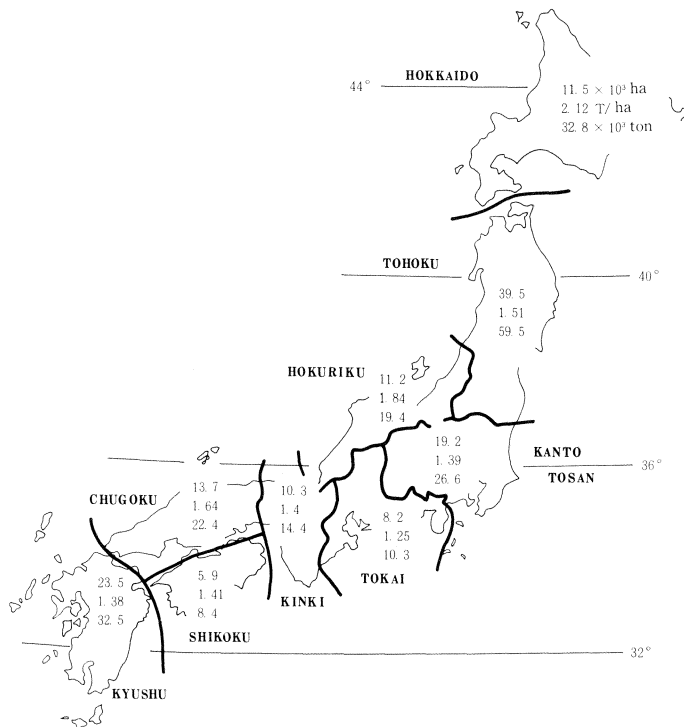 HOKKAIDO
44°
11. 5 × 10³ ha
2. 12 T/ha
32. 8 × 10³ ton
TOHOKU
40°
39. 5
1. 51
59. 5
HOKURIKU
11. 2
1. 84
19. 4
19. 2
1. 39
26. 6
KANTO
TOSAN
36°
CHUGOKU
13. 7
1. 64
22. 4
10. 3
1. 4
14. 4
KINKI
8. 2
1. 25
10. 3
TOKAI
5. 9
1. 41
8. 4
SHIKOKU
23. 5
1. 38
32. 5
KYUSHU
32°